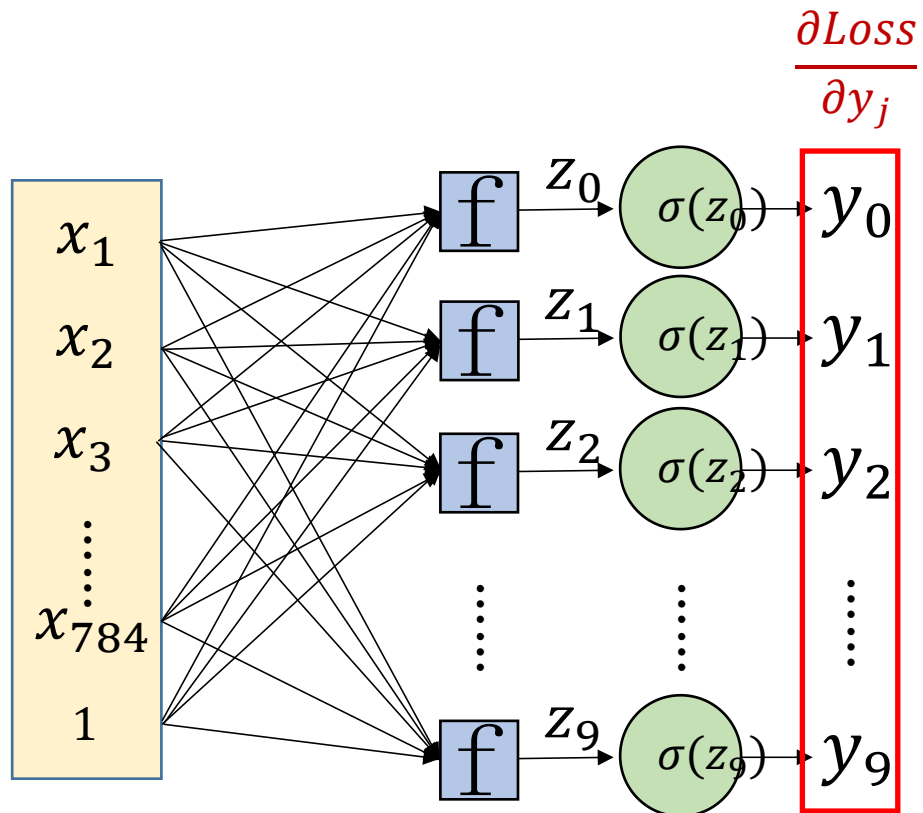 ∂Loss
∂y_j
x_1 f z_0 σ(z_0) y_0
x_2 f z_1 σ(z_1) y_1
x_3 f z_2 σ(z_2) y_2
⋮ ⋮ ⋮ ⋮
x_784
1 f z_9 σ(z_9) y_9